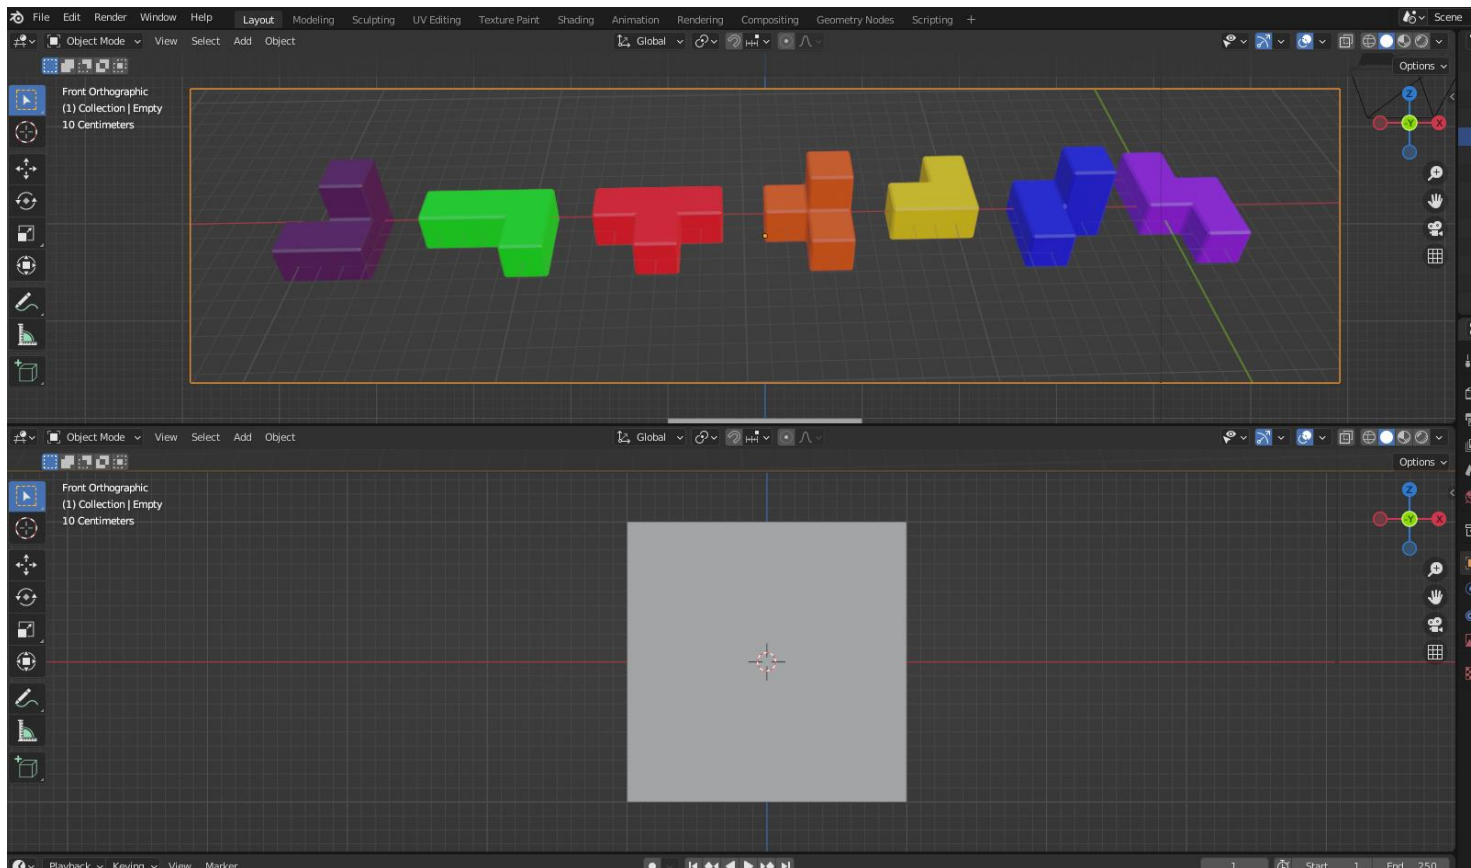 File Edit Render Window Help Layout Modeling Sculpting UV Editing Texture Paint Shading Animation Rendering Compositing Geometry Nodes Scripting + Scene
Object Mode View Select Add Object Global
Options
Front Orthographic
(1) Collection | Empty
10 Centimeters
Z
-Y X
Object Mode View Select Add Object Global
Options
Front Orthographic
(1) Collection | Empty
10 Centimeters
Z
-Y X
Playback Keying View Marker 1 Start 1 End 250